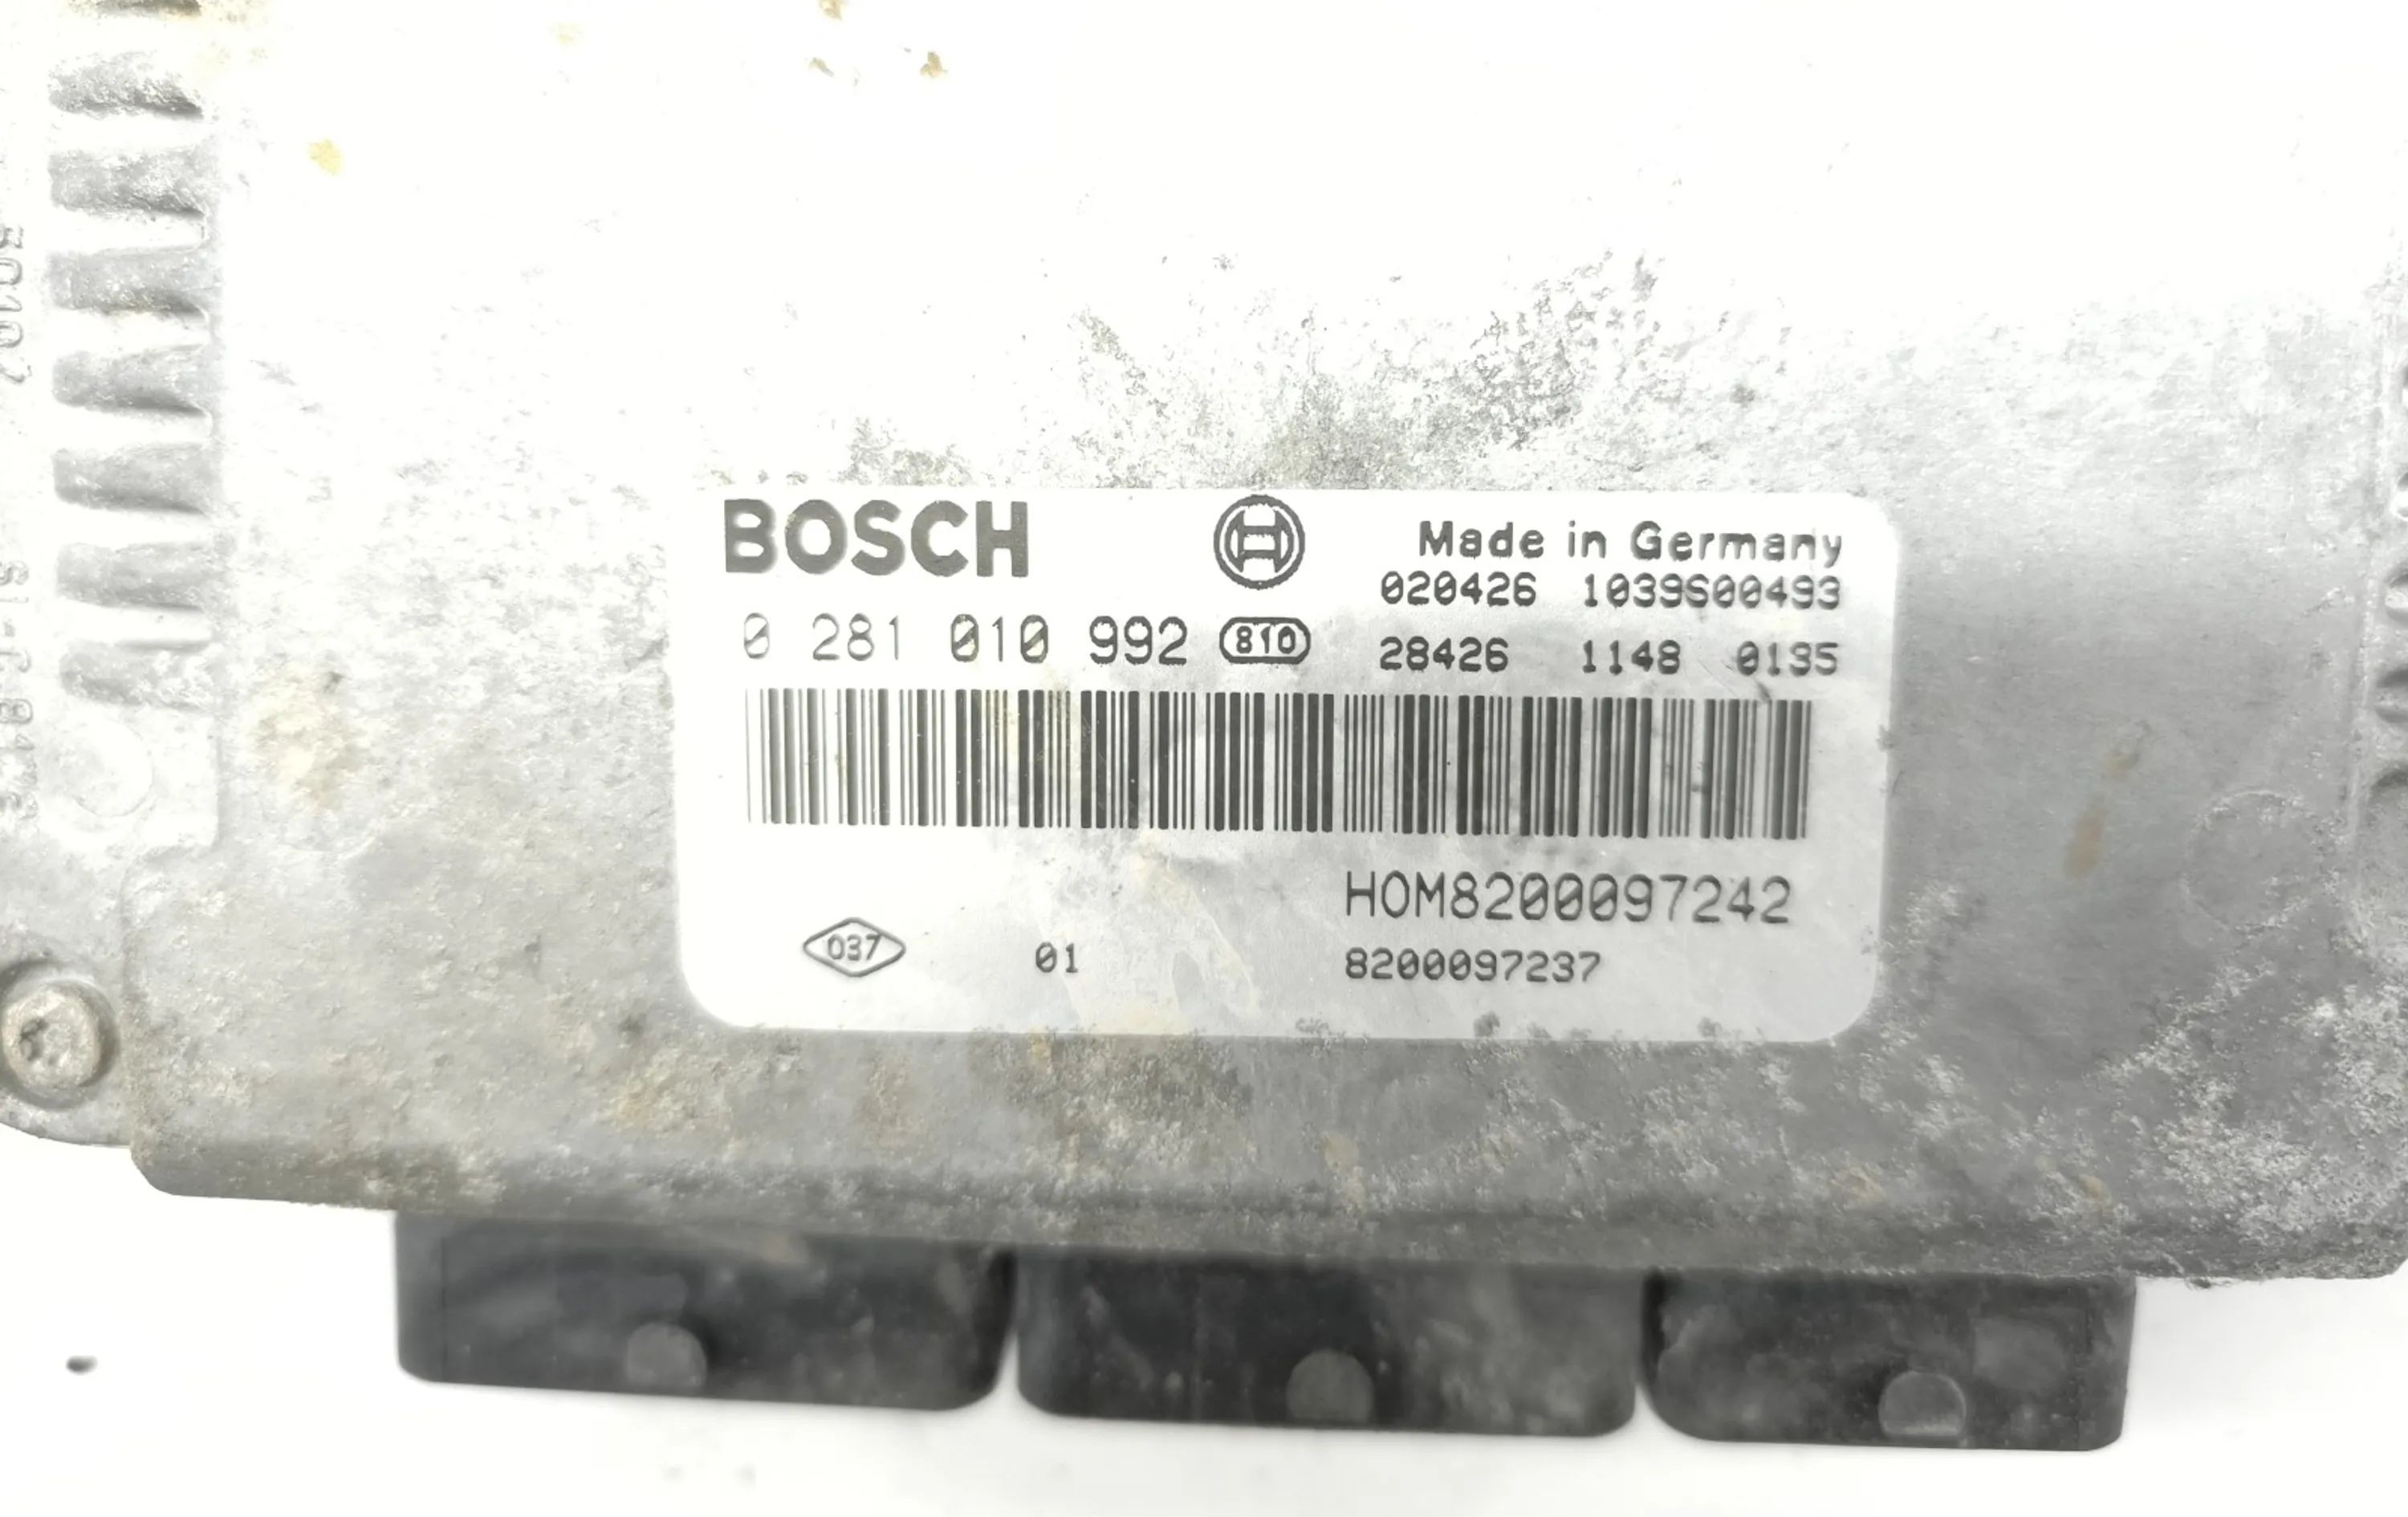 BOSCH
Made in Germany
020426 1039S00493
0 281 010 992 810
28426 1148 0135
HOM8200097242
037 01 8200097237